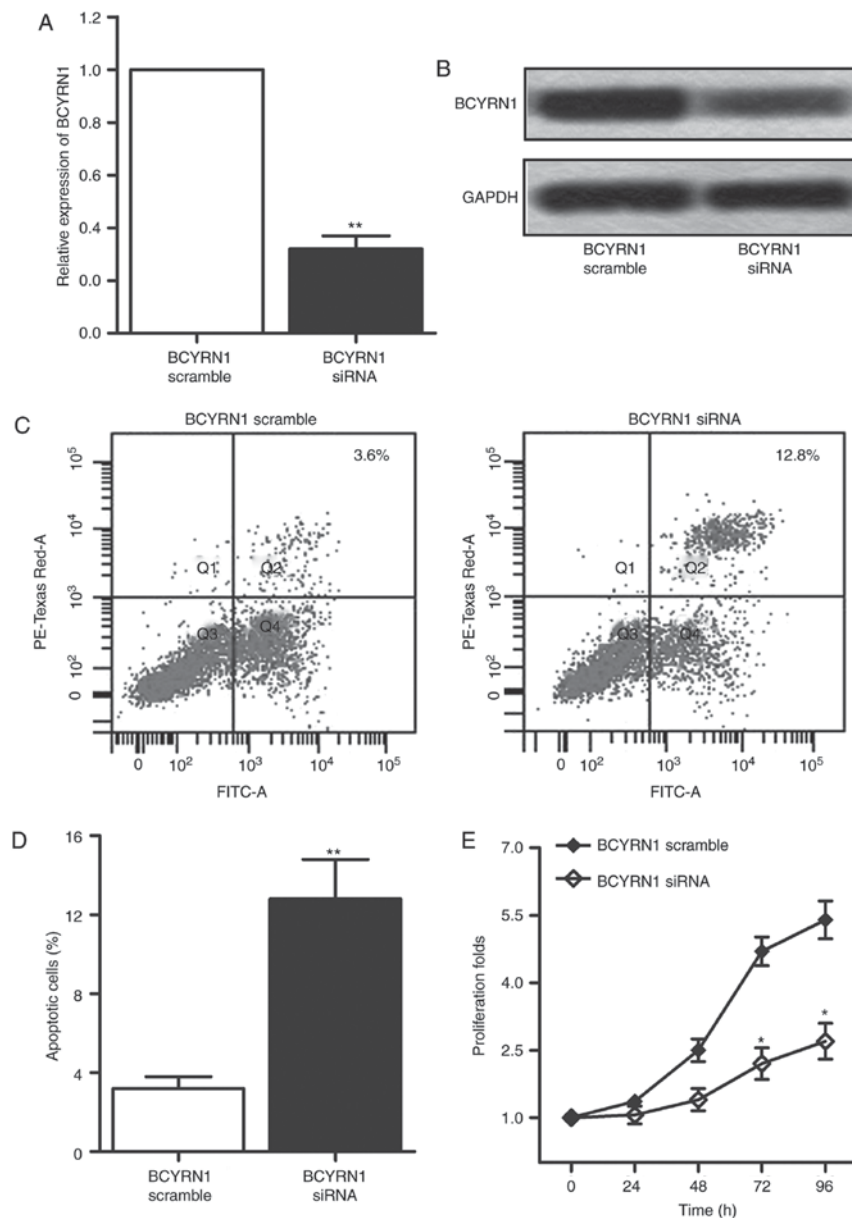 A
Relative expression of BCYRN1
1.2
1.0
0.8
0.6
0.4
0.0
0.0
**
BCYRN1
scramble
BCYRN1
siRNA
B
BCYRN1
GAPDH
BCYRN1
scramble
BCYRN1
siRNA
C
BCYRN1 scramble
3.6%
PE-Texas Red-A
10⁵
10⁴
10³
10²
0
Q1
Q2
Q3
Q4
0
10²
10³
10⁴
10⁵
FITC-A
BCYRN1 siRNA
12.8%
PE-Texas Red-A
10⁵
10⁴
10³
10²
0
Q1
Q2
Q3
Q4
0
10²
10³
10⁴
10⁵
FITC-A
D
Apoptotic cells (%)
16
12
8
4
0
**
BCYRN1
scramble
BCYRN1
siRNA
E
BCYRN1 scramble
BCYRN1 siRNA
Proliferation folds
7.0
5.5
4.0
2.5
1.0
*
*
0
24
48
72
96
Time (h)